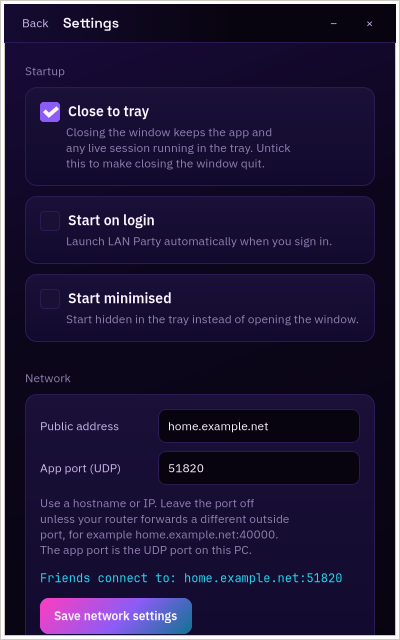 Back Settings – ×
Startup
Close to tray
Closing the window keeps the app and
any live session running in the tray. Untick
this to make closing the window quit.
Start on login
Launch LAN Party automatically when you sign in.
Start minimised
Start hidden in the tray instead of opening the window.
Network
Public address home.example.net
App port (UDP) 51820
Use a hostname or IP. Leave the port off
unless your router forwards a different outside
port, for example home.example.net:40000.
The app port is the UDP port on this PC.
Friends connect to: home.example.net:51820
Save network settings